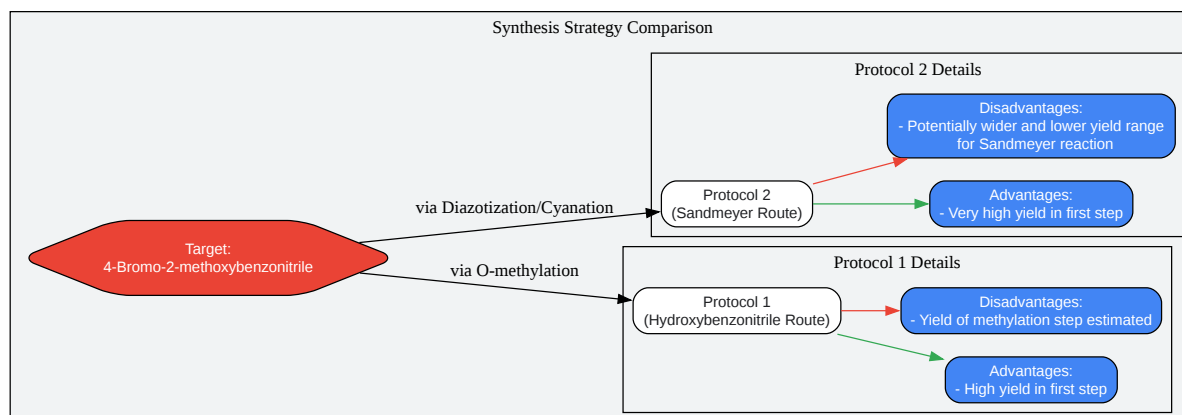 Synthesis Strategy Comparison
Protocol 2 Details
Disadvantages:
- Potentially wider and lower yield range
for Sandmeyer reaction
Protocol 2
(Sandmeyer Route)
Advantages:
- Very high yield in first step
via Diazotization/Cyanation
Target:
4-Bromo-2-methoxybenzonitrile
via O-methylation
Protocol 1 Details
Protocol 1
(Hydroxybenzonitrile Route)
Disadvantages:
- Yield of methylation step estimated
Advantages:
- High yield in first step